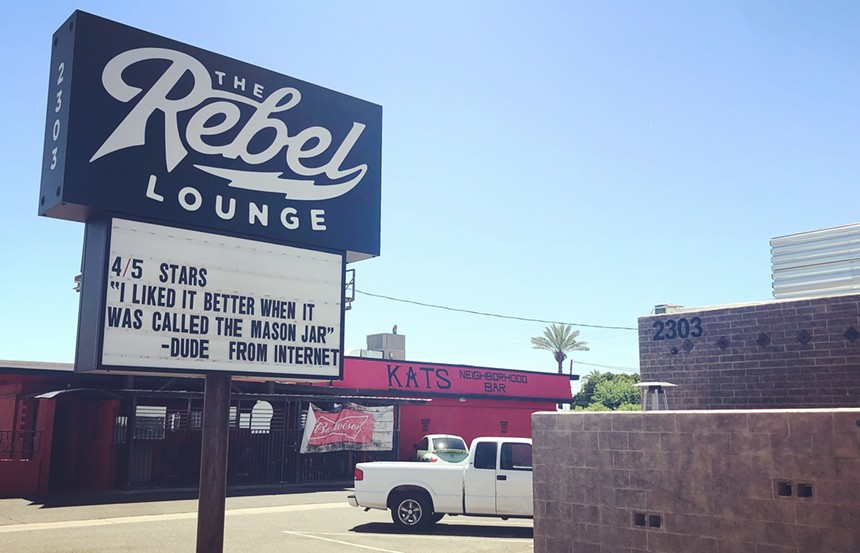 2303
THE
Rebel
LOUNGE
4/5 STARS
"I LIKED IT BETTER WHEN IT
WAS CALLED THE MASON JAR"
-DUDE FROM INTERNET
KATS NEIGHBORHOOD
BAR
Budweiser
2303